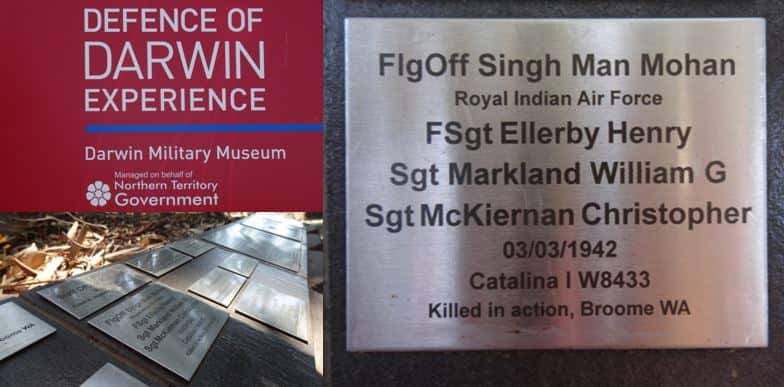 DEFENCE OF
DARWIN
EXPERIENCE
Darwin Military Museum
Managed on behalf of
Northern Territory
Government
FlgOff Singh Man Mohan
Royal Indian Air Force
FSgt Ellerby Henry
Sgt Markland William G
Sgt McKiernan Christopher
03/03/1942
Catalina I W8433
Killed in action, Broome WA
Broome WA